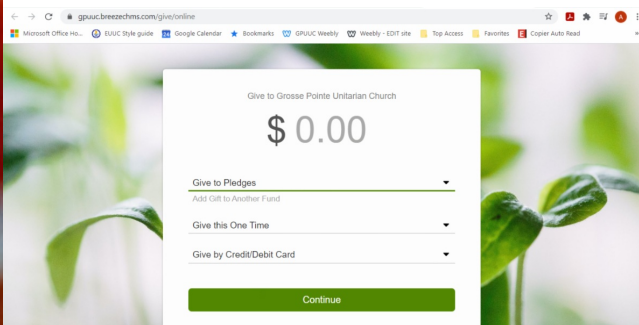 gpuuc.breezechms.com/give/online
Microsoft Office Ho... EUUC Style guide Google Calendar Bookmarks GPUUC Weebly Weebly - EDIT site Top Access Favorites Copier Auto Read
Give to Grosse Pointe Unitarian Church
$ 0.00
Give to Pledges
Add Gift to Another Fund
Give this One Time
Give by Credit/Debit Card
Continue